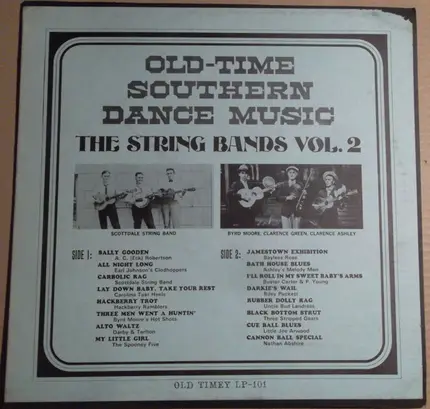 OLD-TIME
SOUTHERN
DANCE MUSIC
THE STRING BANDS VOL. 2
SCOTTDALE STRING BAND
BYRD MOORE, CLARENCE GREEN, CLARENCE ASHLEY
SIDE 1:
SALLY GOODEN
A. C. (Eck) Robertson
ALL NIGHT LONG
Earl Johnson's Clodhoppers
CARBOLIC RAG
Scottdale String Band
LAY DOWN BABY, TAKE YOUR REST
Carolina Tar Heels
HACKBERRY TROT
Hackberry Ramblers
THREE MEN WENT A HUNTIN'
Byrd Moore's Hot Shots
ALTO WALTZ
Darby & Tarlton
MY LITTLE GIRL
The Spooney Five
SIDE 2:
JAMESTOWN EXHIBITION
Bayless Rose
BATH HOUSE BLUES
Ashley's Melody Men
I'LL ROLL IN MY SWEET BABY'S ARMS
Buster Carter & P. Young
DARKIE'S WAIL
Riley Puckett
RUBBER DOLLY RAG
Uncle Bud Landress
BLACK BOTTOM STRUT
Three Stripped Gears
CUE BALL BLUES
Little Joe Arwood
CANNON BALL SPECIAL
Nathan Abshire
OLD TIMEY LP-101